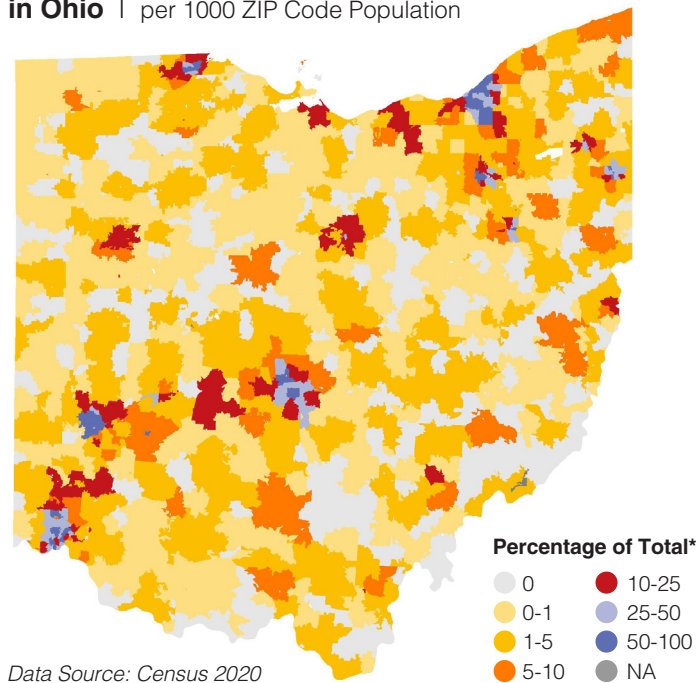 in Ohio | per 1000 ZIP Code Population
Percentage of Total*
0
0-1
1-5
5-10
10-25
25-50
50-100
NA
Data Source: Census 2020